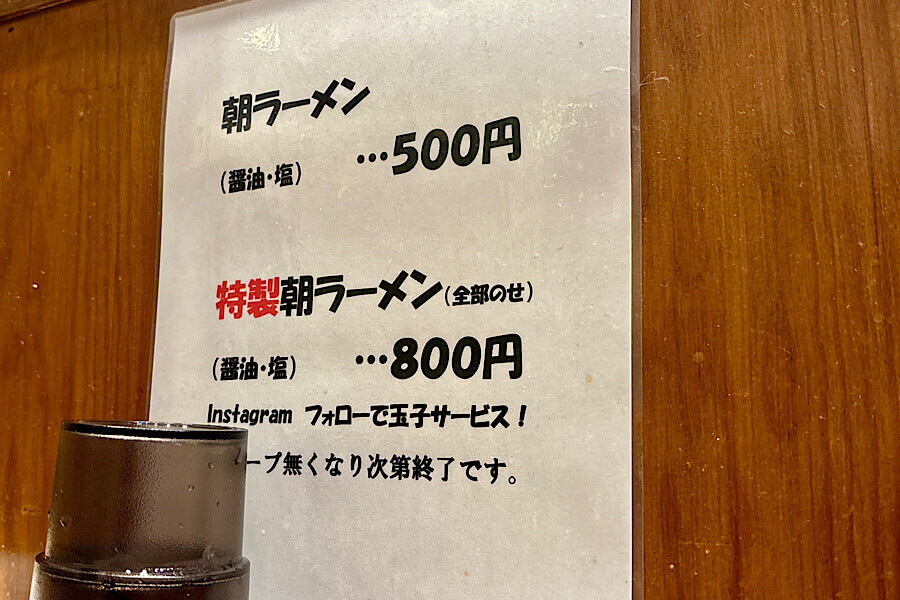 朝ラーメン
(醤油・塩) …500円
特製朝ラーメン(全部のせ)
(醤油・塩) …800円
Instagram フォローで玉子サービス!
ープ無くなり次第終了です。